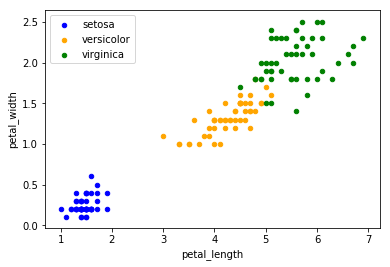 setosa
versicolor
virginica
petal_width
2.5
2.0
1.5
1.0
0.5
0.0
1 2 3 4 5 6 7
petal_length